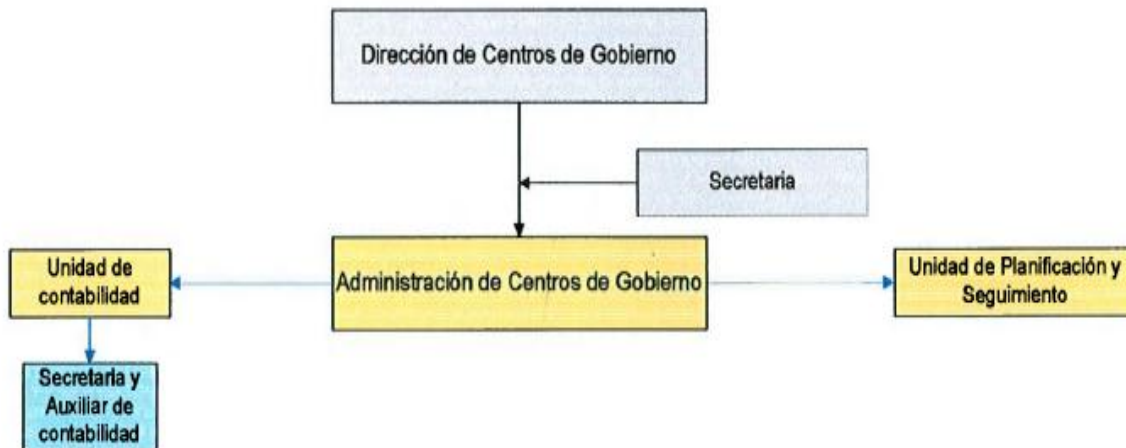 Dirección de Centros de Gobierno
Secretaria
Unidad de
contabilidad
Administración de Centros de Gobierno
Unidad de Planificación y
Seguimiento
Secretaria y
Auxiliar de
contabilidad